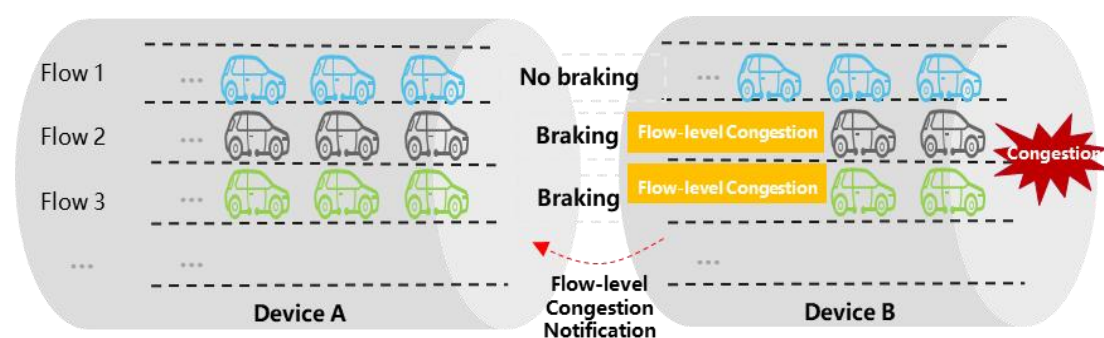 Flow 1
...
No braking
...
Flow 2
...
Braking
Flow-level Congestion
Congestion
Flow 3
...
Braking
Flow-level Congestion
...
...
...
Device A
Flow-level
Congestion
Notification
Device B